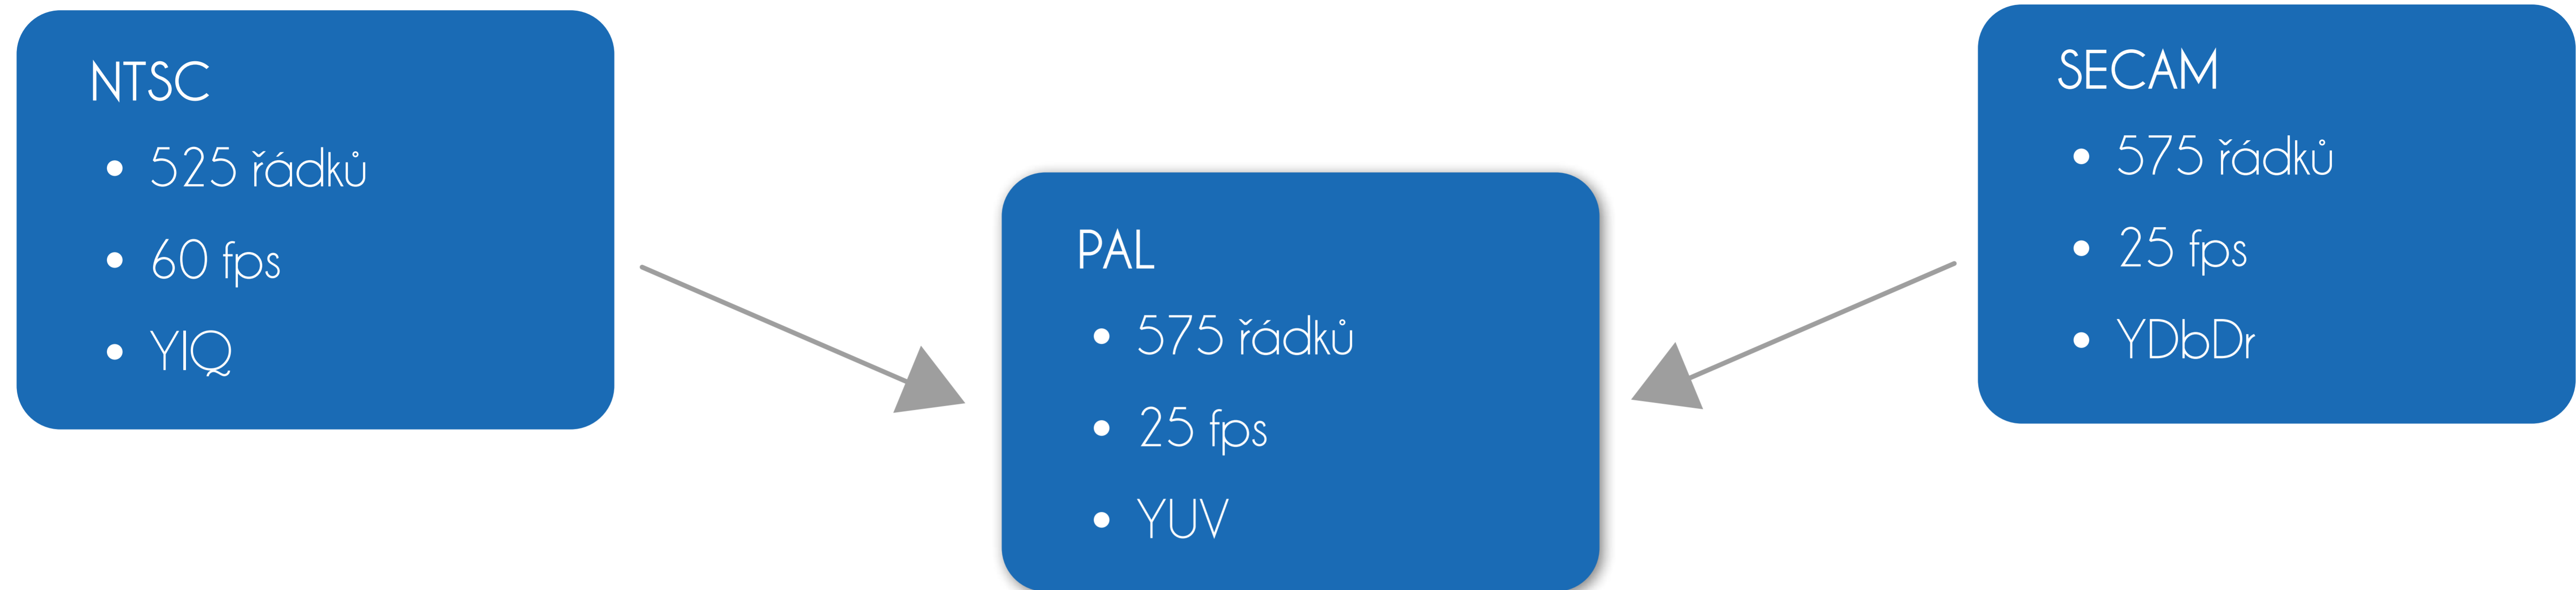 NTSC
• 525 řádků
• 60 fps
• YIQ
PAL
• 575 řádků
• 25 fps
• YUV
SECAM
• 575 řádků
• 25 fps
• YDbDr